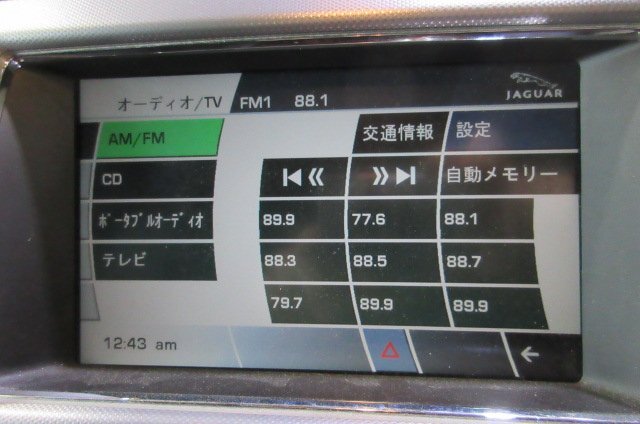 オーディオ/TV FM1 88.1 JAGUAR
AM/FM 交通情報 設定
CD 自動メモリー
ﾎﾟｰﾀﾌﾞﾙオーディオ 89.9 77.6 88.1
テレビ 88.3 88.5 88.7
79.7 89.9 89.9
12:43 am